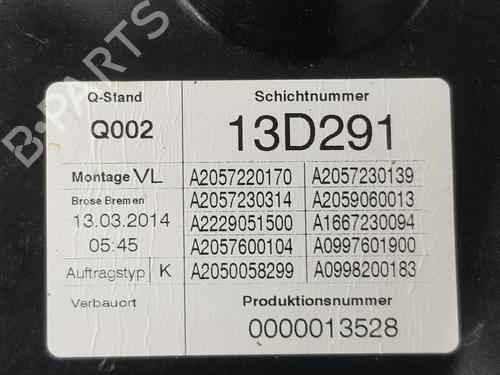 B-PARTS
Q-Stand Schichtnummer
Q002 13D291
Montage VL A2057220170 A2057230139
Brose Bremen A2057230314 A2059060013
13.03.2014 A2229051500 A1667230094
05:45 A2057600104 A0997601900
Auftragstyp K A2050058299 A0998200183
Verbauort Produktionsnummer
0000013528